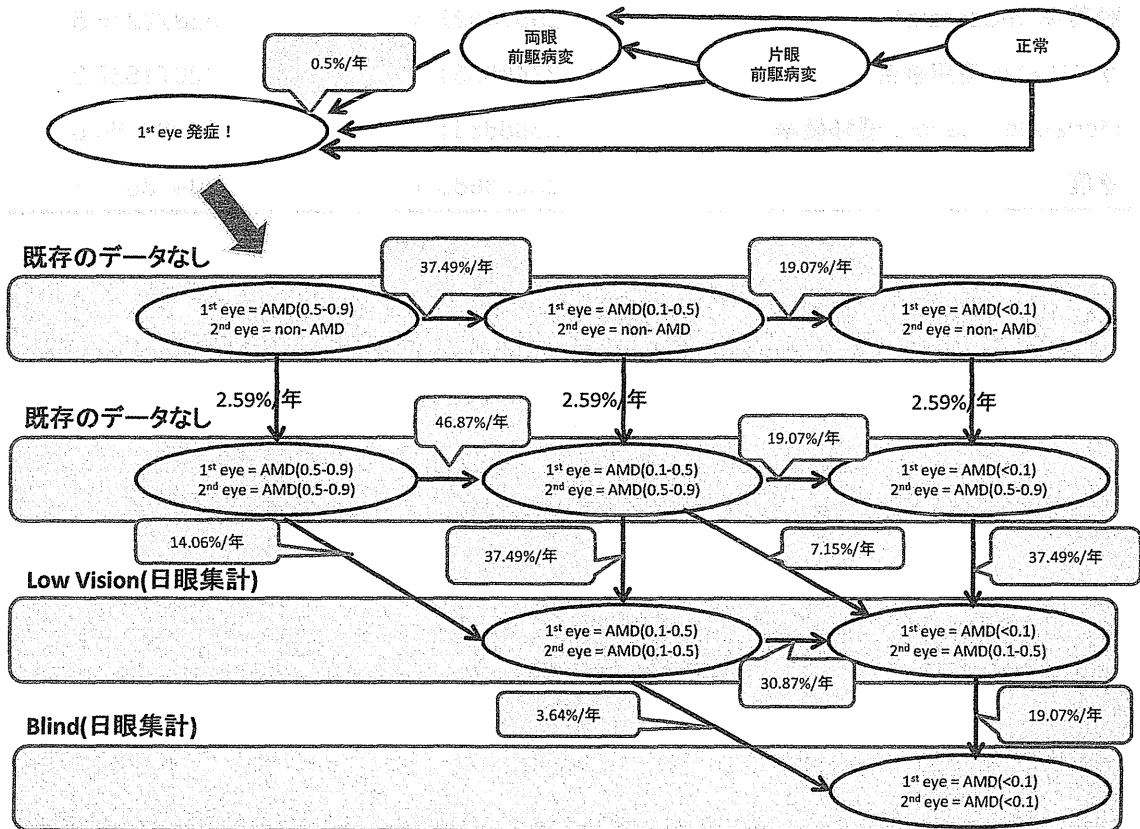 正常
両眼
前駆病変
片眼
前駆病変
0.5%/年
1st eye 発症！
既存のデータなし
37.49%/年
19.07%/年
1st eye = AMD(0.5-0.9)
2nd eye = non- AMD
1st eye = AMD(0.1-0.5)
2nd eye = non- AMD
1st eye = AMD(<0.1)
2nd eye = non- AMD
2.59%/年
2.59%/年
2.59%/年
既存のデータなし
46.87%/年
19.07%/年
1st eye = AMD(0.5-0.9)
2nd eye = AMD(0.5-0.9)
1st eye = AMD(0.1-0.5)
2nd eye = AMD(0.5-0.9)
1st eye = AMD(<0.1)
2nd eye = AMD(0.5-0.9)
14.06%/年
37.49%/年
7.15%/年
37.49%/年
Low Vision(日眼集計)
1st eye = AMD(0.1-0.5)
2nd eye = AMD(0.1-0.5)
1st eye = AMD(<0.1)
2nd eye = AMD(0.1-0.5)
30.87%/年
3.64%/年
19.07%/年
Blind(日眼集計)
1st eye = AMD(<0.1)
2nd eye = AMD(<0.1)